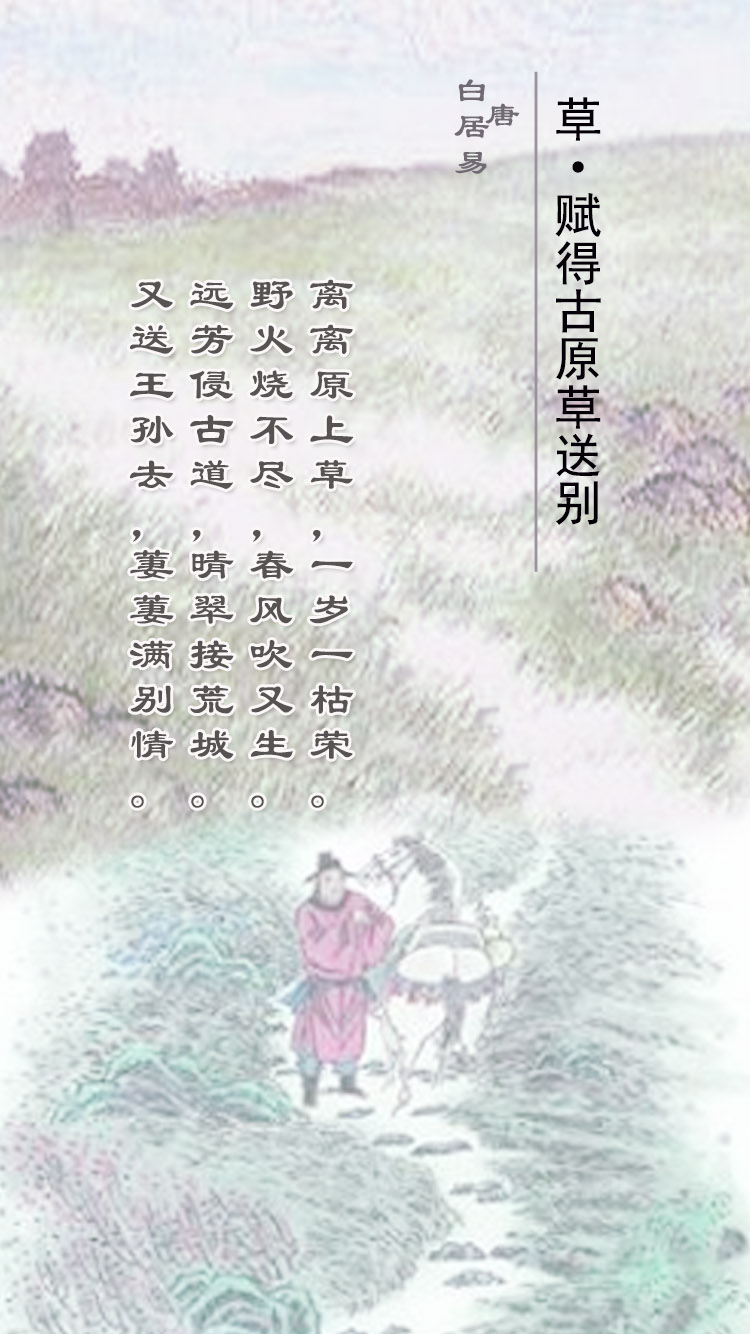 草·赋得古原草送别
唐
白居易
离离原上草，一岁一枯荣。
野火烧不尽，春风吹又生。
远芳侵古道，晴翠接荒城。
又送王孙去，萋萋满别情。